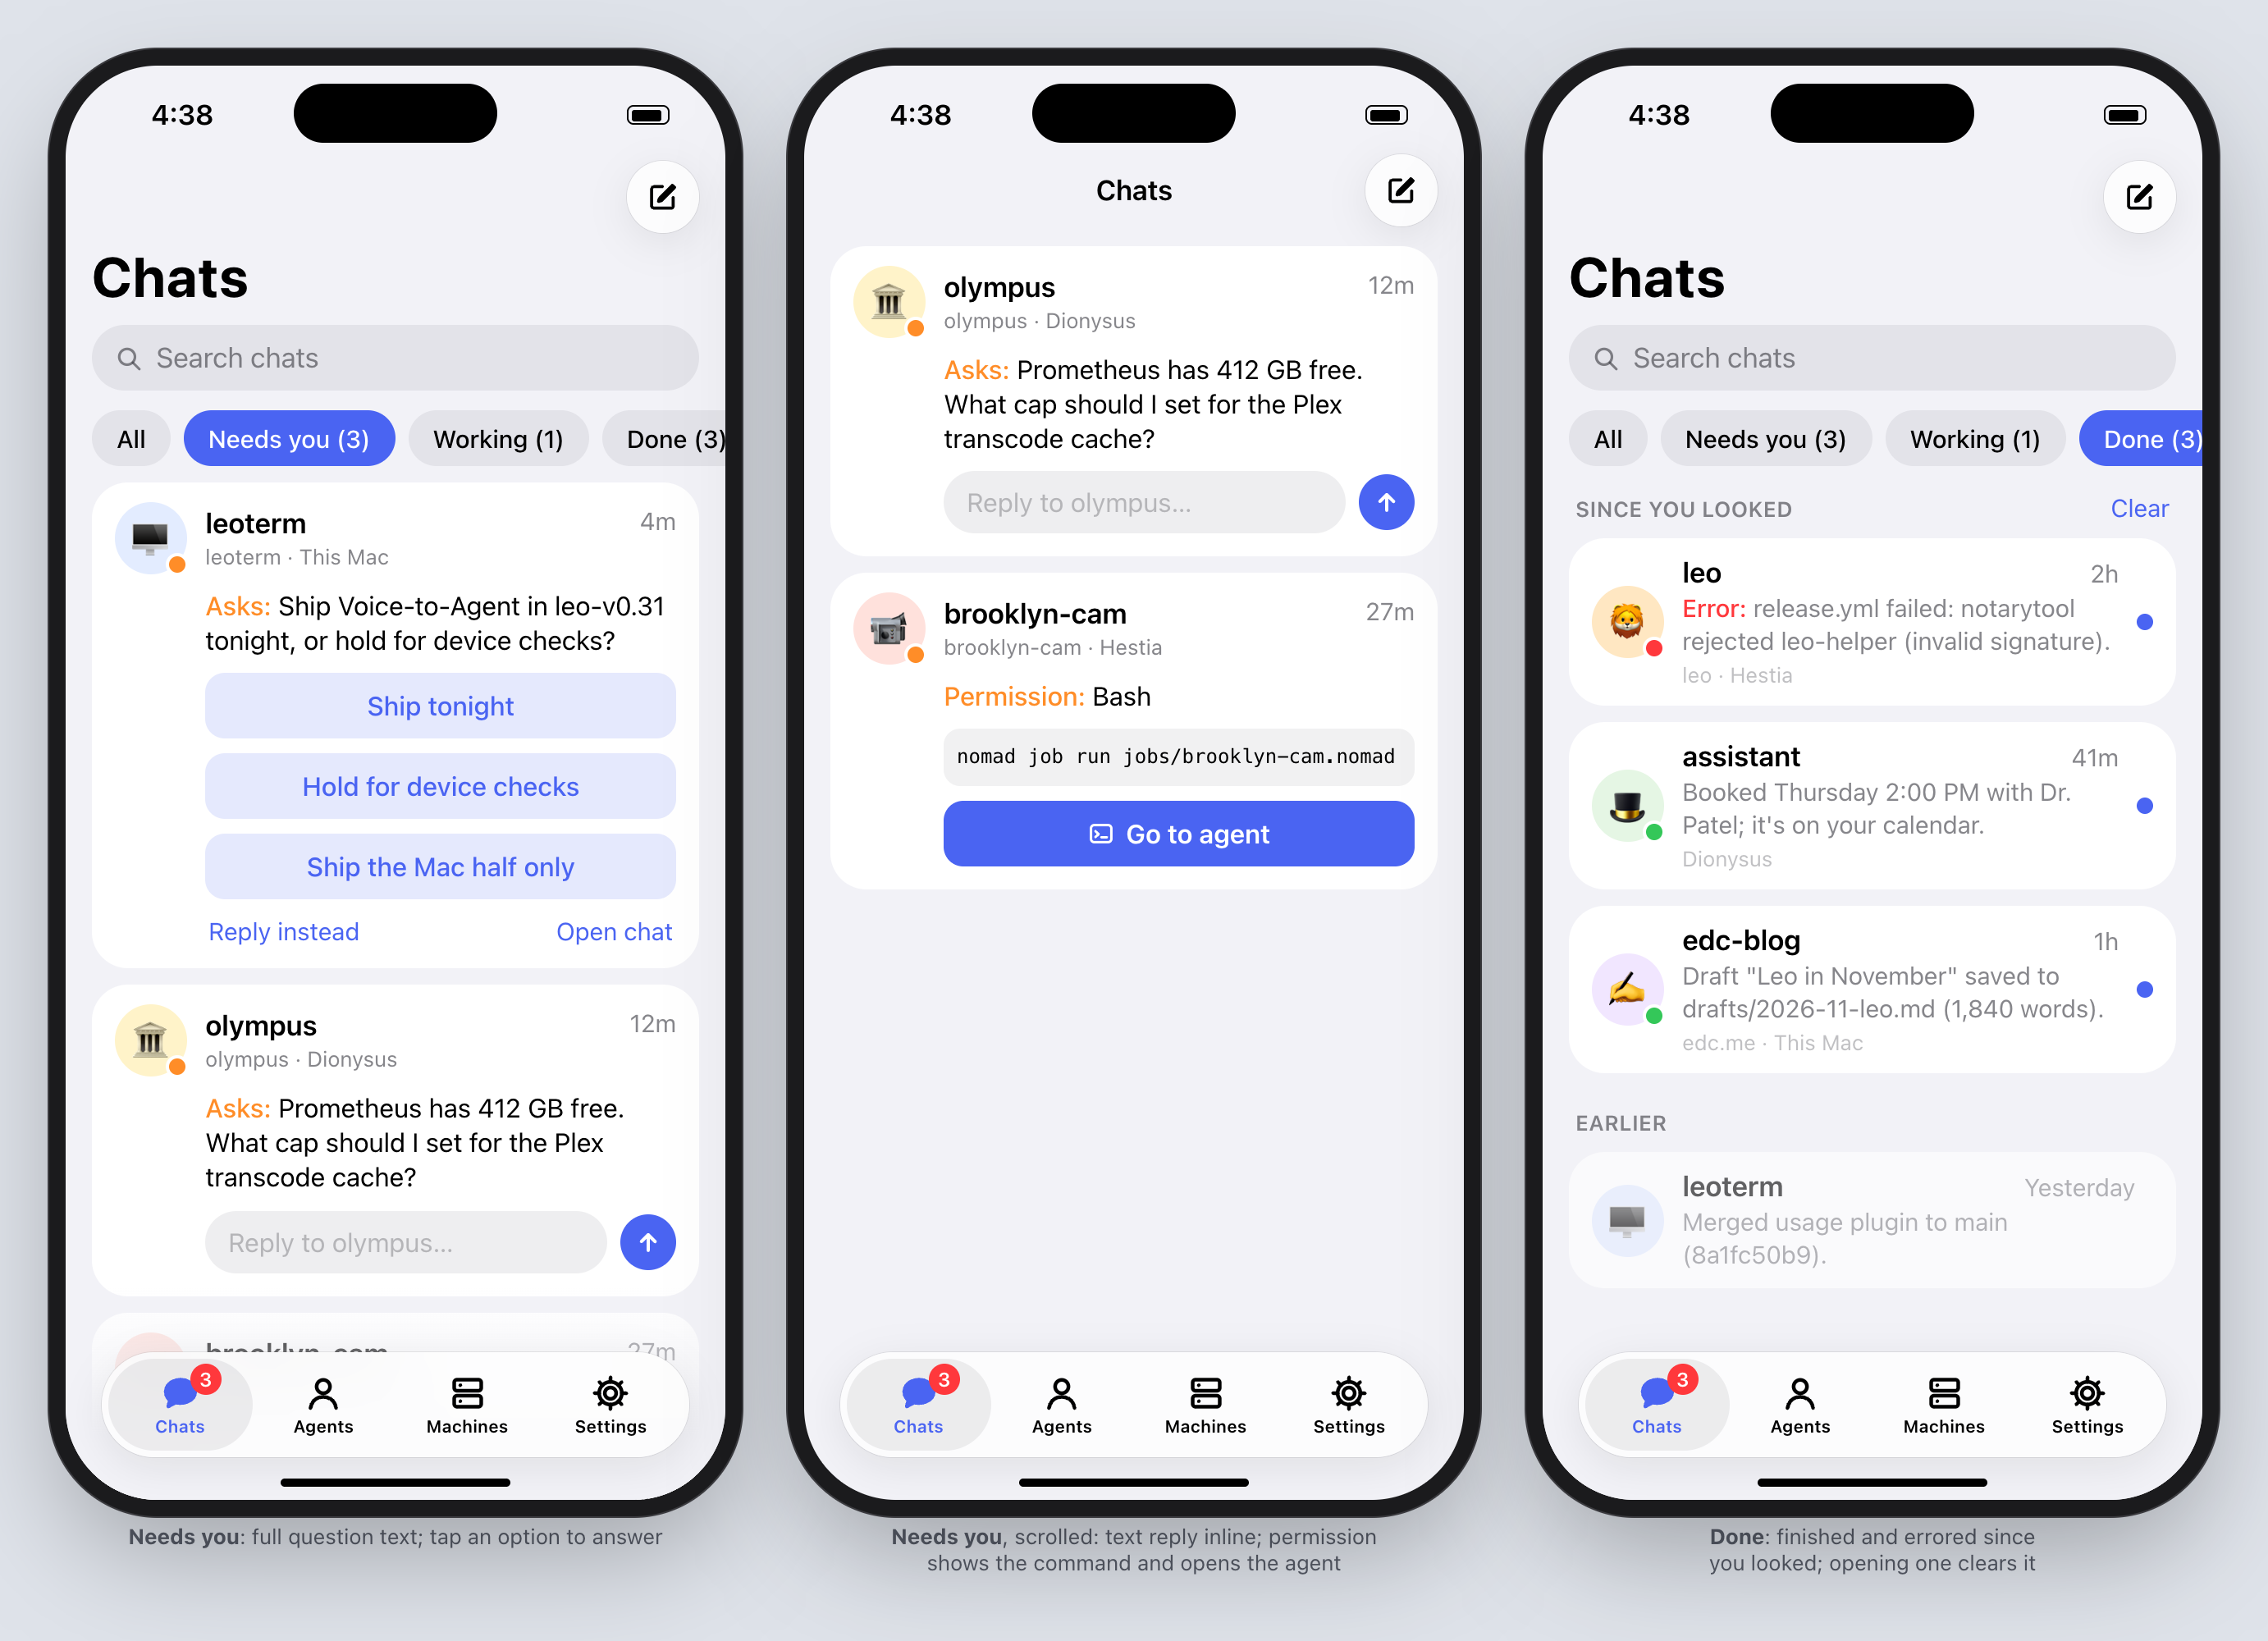 4:38
Chats
Search chats
All
Needs you (3)
Working (1)
Done (3)
leoterm
4m
leoterm · This Mac
Asks: Ship Voice-to-Agent in leo-v0.31
tonight, or hold for device checks?
Ship tonight
Hold for device checks
Ship the Mac half only
Reply instead
Open chat
olympus
12m
olympus · Dionysus
Asks: Prometheus has 412 GB free.
What cap should I set for the Plex
transcode cache?
Reply to olympus...
brooklyn-cam
27m
3
Chats
Agents
Machines
Settings
Needs you: full question text; tap an option to answer
4:38
Chats
olympus
12m
olympus · Dionysus
Asks: Prometheus has 412 GB free.
What cap should I set for the Plex
transcode cache?
Reply to olympus...
brooklyn-cam
27m
brooklyn-cam · Hestia
Permission: Bash
nomad job run jobs/brooklyn-cam.nomad
Go to agent
3
Chats
Agents
Machines
Settings
Needs you, scrolled: text reply inline; permission
shows the command and opens the agent
4:38
Chats
Search chats
All
Needs you (3)
Working (1)
Done (3)
SINCE YOU LOOKED
Clear
leo
2h
Error: release.yml failed: notarytool
rejected leo-helper (invalid signature).
leo · Hestia
assistant
41m
Booked Thursday 2:00 PM with Dr.
Patel; it's on your calendar.
Dionysus
edc-blog
1h
Draft "Leo in November" saved to
drafts/2026-11-leo.md (1,840 words).
edc.me · This Mac
EARLIER
leoterm
Yesterday
Merged usage plugin to main
(8a1fc50b9).
3
Chats
Agents
Machines
Settings
Done: finished and errored since
you looked; opening one clears it